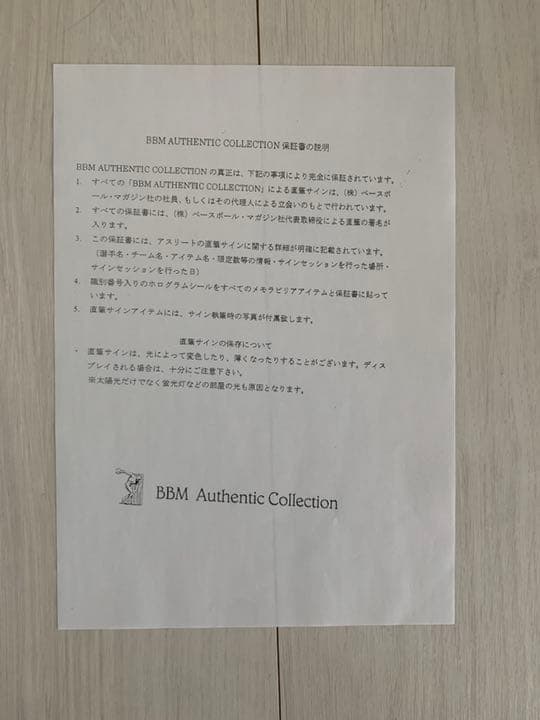 BBM AUTHENTIC COLLECTION 保証書の説明
BBM AUTHENTIC COLLECTION の真正は、下記の事項により完全に保証されています。
1. すべての「BBM AUTHENTIC COLLECTION」による直筆サインは、(株)ベースボ
ール・マガジン社の社員、もしくはその代理人による立会いのもとで行われています。
2. すべての保証書には、(株)ベースボール・マガジン社代表取締役による直筆の署名が
入ります。
3. この保証書には、アスリートの直筆サインに関する詳細が明確に記載されています。
(選手名・チーム名・アイテム名・限定数等の情報・サインセッションを行った場所・
サインセッションを行った日)
4. 識別番号入りのホログラムシールをすべてのメモラビリアアイテムと保証書に貼って
います。
5. 直筆サインアイテムには、サイン執筆時の写真が付属致します。
直筆サインの保存について
・ 直筆サインは、光によって変色したり、薄くなったりすることがございます。ディス
プレイされる場合は、十分にご注意下さい。
※太陽光だけでなく蛍光灯などの部屋の光も原因となります。
BBM Authentic Collection